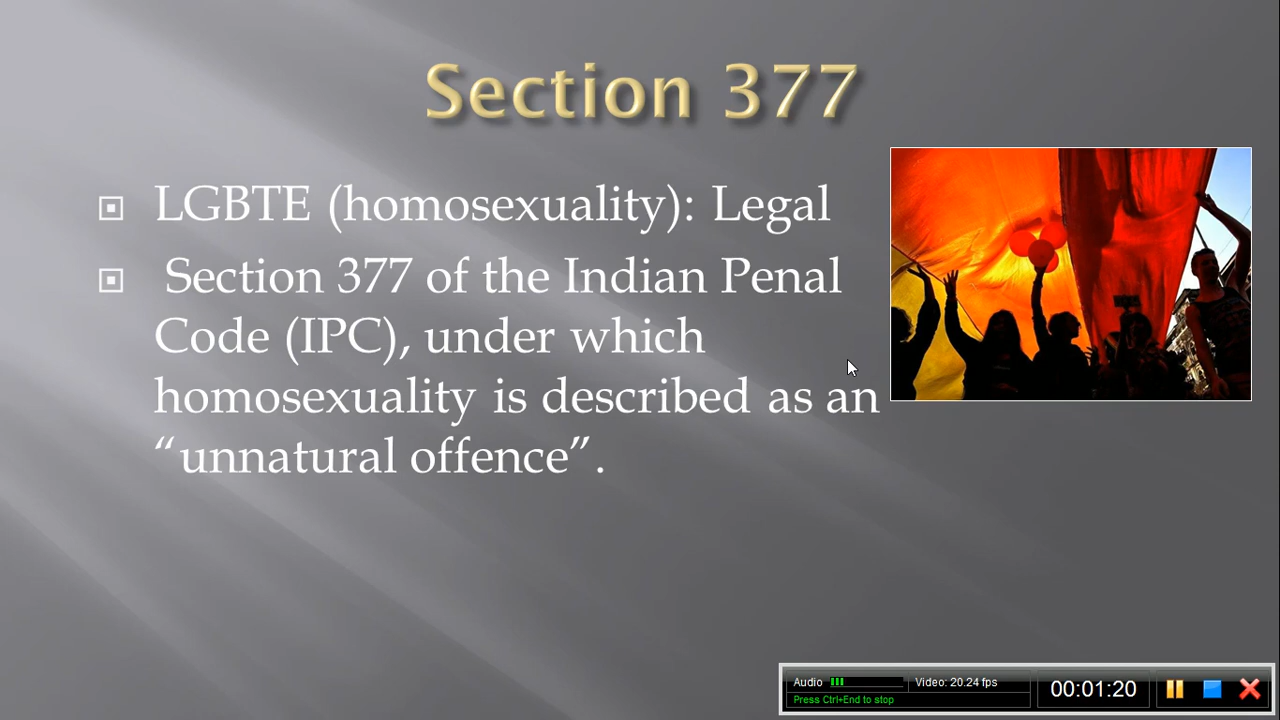 Section 377
LGBTE (homosexuality): Legal
Section 377 of the Indian Penal
Code (IPC), under which
homosexuality is described as an
“unnatural offence”.
Audio
Video: 20.24 fps
Press Ctrl+End to stop
00:01:20